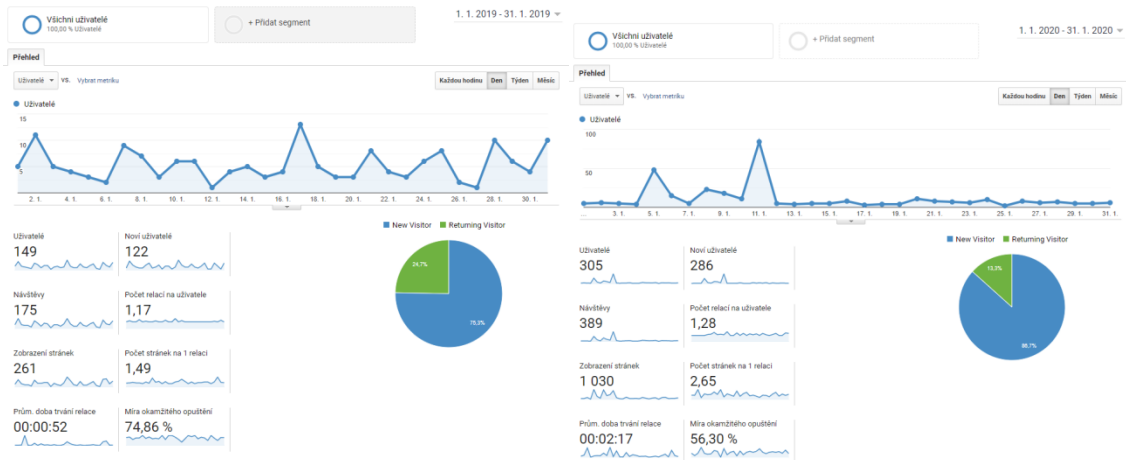 Všichni uživatelé
100,00 % Uživatelé
+ Přidat segment
1. 1. 2019 - 31. 1. 2019
Přehled
Uživatelé
VS.
Vybrat metriku
Každou hodinu
Den
Týden
Měsíc
Uživatelé
15
10
5
2. 1.
4. 1.
6. 1.
8. 1.
10. 1.
12. 1.
14. 1.
16. 1.
18. 1.
20. 1.
22. 1.
24. 1.
26. 1.
28. 1.
30. 1.
New Visitor
Returning Visitor
Uživatelé
149
Noví uživatelé
122
Návštěvy
175
Počet relací na uživatele
1,17
Zobrazení stránek
261
Počet stránek na 1 relaci
1,49
Prům. doba trvání relace
00:00:52
Míra okamžitého opuštění
74,86 %
24,7%
75,3%
Všichni uživatelé
100,00 % Uživatelé
+ Přidat segment
1. 1. 2020 - 31. 1. 2020
Přehled
Uživatelé
VS.
Vybrat metriku
Každou hodinu
Den
Týden
Měsíc
Uživatelé
100
50
...
3. 1.
5. 1.
7. 1.
9. 1.
11. 1.
13. 1.
15. 1.
17. 1.
19. 1.
21. 1.
23. 1.
25. 1.
27. 1.
29. 1.
31. 1.
New Visitor
Returning Visitor
Uživatelé
305
Noví uživatelé
286
Návštěvy
389
Počet relací na uživatele
1,28
Zobrazení stránek
1 030
Počet stránek na 1 relaci
2,65
Prům. doba trvání relace
00:02:17
Míra okamžitého opuštění
56,30 %
13,3%
86,7%